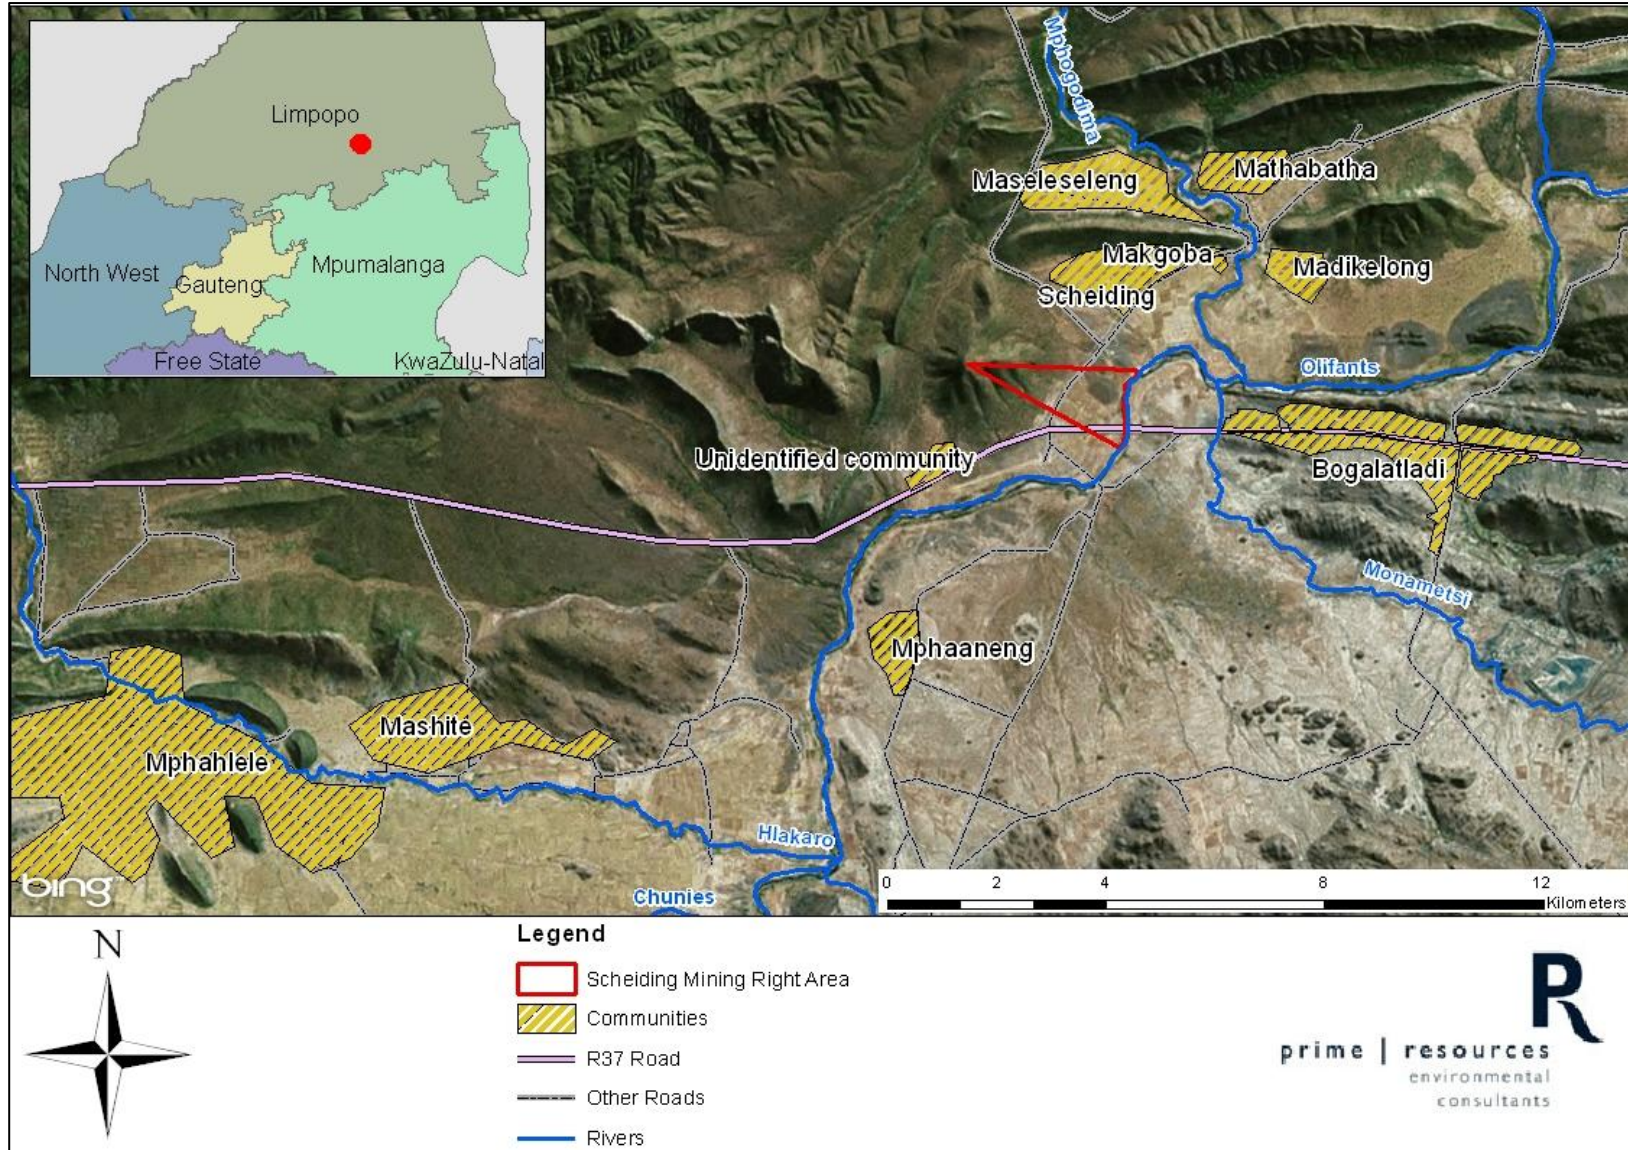 Limpopo
North West
Gauteng
Mpumalanga
Free State
KwaZulu-Natal
Mphogodima
Maseleseleng
Mathabatha
Makgoba
Madikelong
Scheiding
Olifants
Unidentified community
Bogalatladi
Monametsi
Mphaaneng
Mashite
Mphahlele
Hlakaro
Chunies
bing
0 2 4 8 12
Kilometers
N
Legend
Scheiding Mining Right Area
Communities
R37 Road
Other Roads
Rivers
R
prime | resources
environmental
consultants